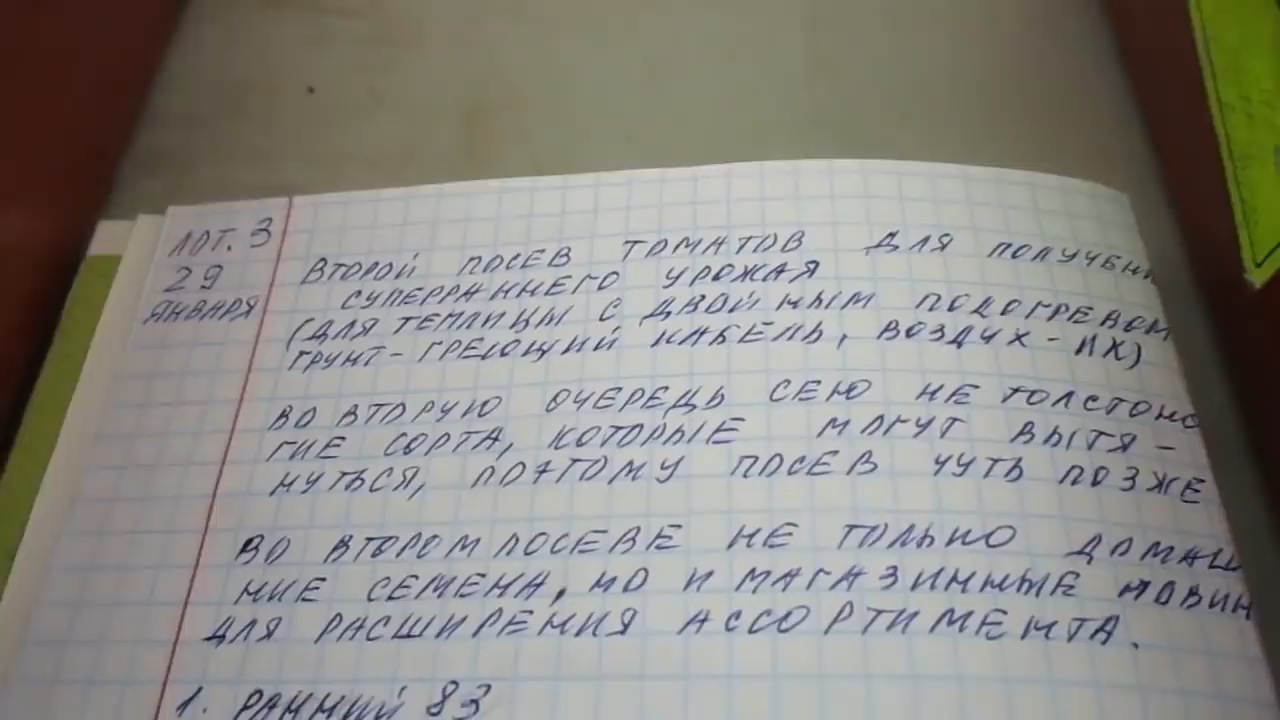 ЛОТ. 3
29
ЯНВАРЯ
ВТОРОЙ ПОСЕВ ТОМАТОВ ДЛЯ ПОЛУЧЕНИ
СУПЕРРАННЕГО УРОЖАЯ
(ДЛЯ ТЕПЛИЦЫ С ДВОЙНЫМ ПОДОГРЕВОМ
ГРУНТ-ГРЕЮЩИЙ КАБЕЛЬ, ВОЗДУХ - ИК)
ВО ВТОРУЮ ОЧЕРЕДЬ СЕЮ НЕ ТОЛСТОНО
ГИЕ СОРТА, КОТОРЫЕ МОГУТ ВЫТЯ-
НУТЬСЯ, ПОЭТОМУ ПОСЕВ ЧУТЬ ПОЗЖЕ
ВО ВТОРОМ ПОСЕВЕ НЕ ТОЛЬКО ДОМАШ
НИЕ СЕМЕНА, НО И МАГАЗИННЫЕ НОВИН
ДЛЯ РАСШИРЕНИЯ АССОРТИМЕНТА.
1. РАННИЙ 83